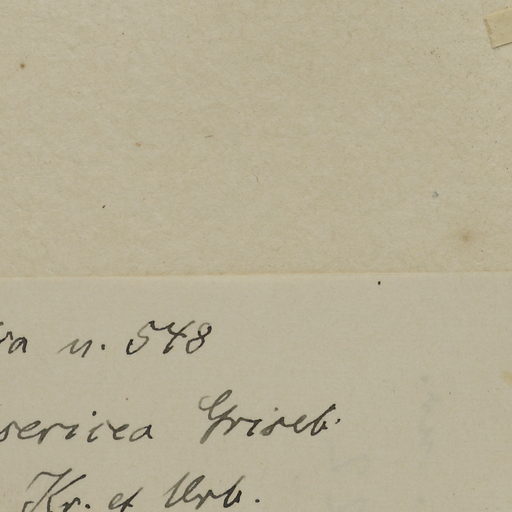 n. 548
sericea Griseb.
Kr. et Urb.